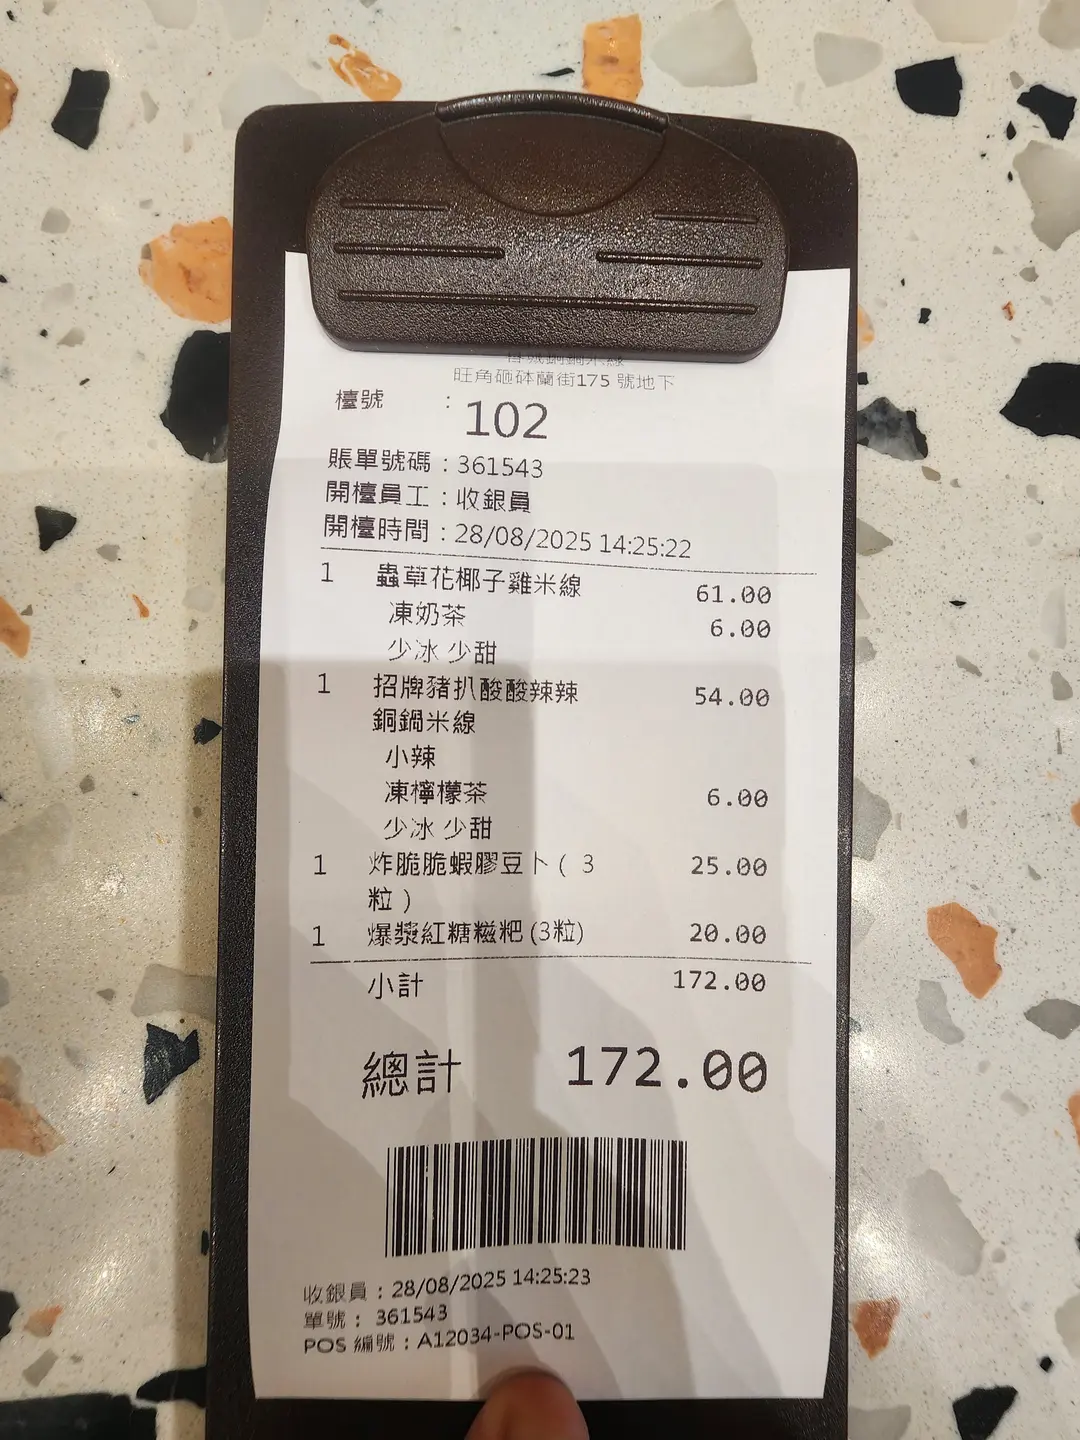 旺角砵砵蘭街175 號地下
檯號 : 102
賬單號碼 : 361543
開檯員工 : 收銀員
開檯時間 : 28/08/2025 14:25:22
1 蟲草花椰子雞米線 61.00
凍奶茶 6.00
少冰 少甜
1 招牌豬扒酸酸辣辣 54.00
銅鍋米線
小辣
凍檸檬茶 6.00
少冰 少甜
1 炸脆脆蝦膠豆卜 ( 3 25.00
粒 )
1 爆漿紅糖糍粑 (3粒) 20.00
小計 172.00
總計 172.00
收銀員 : 28/08/2025 14:25:23
單號 : 361543
POS 編號 : A12034-POS-01